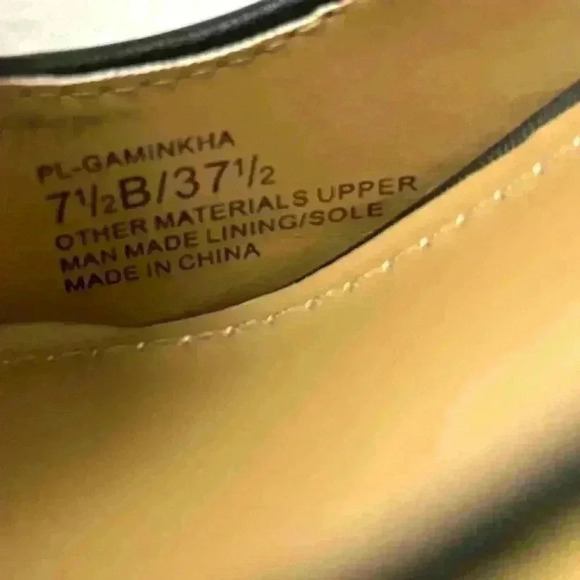 PL-GAMINKHA
7½B/37½
OTHER MATERIALS UPPER
MAN MADE LINING/SOLE
MADE IN CHINA